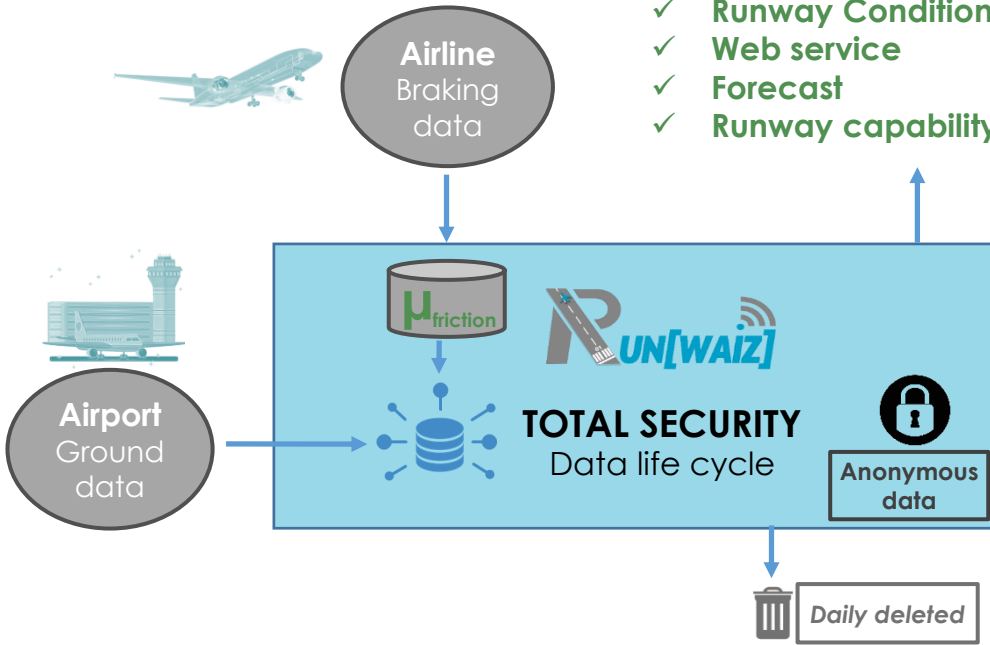 ✓ Runway Condition
✓ Web service
✓ Forecast
✓ Runway capability
Airline
Braking
data
µfriction
RUN[WAiZ]
Airport
Ground
data
TOTAL SECURITY
Data life cycle
Anonymous
data
Daily deleted